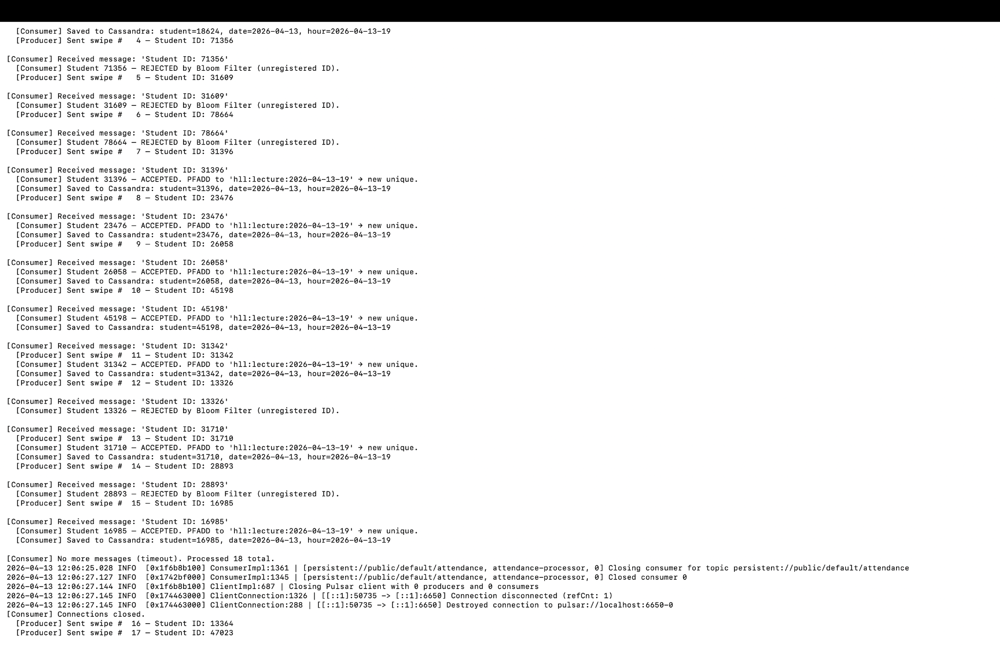 [Consumer] Saved to Cassandra: student=18624, date=2026-04-13, hour=2026-04-13-19
[Producer] Sent swipe #   4 — Student ID: 71356
[Consumer] Received message: 'Student ID: 71356'
[Consumer] Student 71356 — REJECTED by Bloom Filter (unregistered ID).
[Producer] Sent swipe #   5 — Student ID: 31609
[Consumer] Received message: 'Student ID: 31609'
[Consumer] Student 31609 — REJECTED by Bloom Filter (unregistered ID).
[Producer] Sent swipe #   6 — Student ID: 78664
[Consumer] Received message: 'Student ID: 78664'
[Consumer] Student 78664 — REJECTED by Bloom Filter (unregistered ID).
[Producer] Sent swipe #   7 — Student ID: 31396
[Consumer] Received message: 'Student ID: 31396'
[Consumer] Student 31396 — ACCEPTED. PFADD to 'hll:lecture:2026-04-13-19' → new unique.
[Consumer] Saved to Cassandra: student=31396, date=2026-04-13, hour=2026-04-13-19
[Producer] Sent swipe #   8 — Student ID: 23476
[Consumer] Received message: 'Student ID: 23476'
[Consumer] Student 23476 — ACCEPTED. PFADD to 'hll:lecture:2026-04-13-19' → new unique.
[Consumer] Saved to Cassandra: student=23476, date=2026-04-13, hour=2026-04-13-19
[Producer] Sent swipe #   9 — Student ID: 26058
[Consumer] Received message: 'Student ID: 26058'
[Consumer] Student 26058 — ACCEPTED. PFADD to 'hll:lecture:2026-04-13-19' → new unique.
[Consumer] Saved to Cassandra: student=26058, date=2026-04-13, hour=2026-04-13-19
[Producer] Sent swipe #  10 — Student ID: 45198
[Consumer] Received message: 'Student ID: 45198'
[Consumer] Student 45198 — ACCEPTED. PFADD to 'hll:lecture:2026-04-13-19' → new unique.
[Consumer] Saved to Cassandra: student=45198, date=2026-04-13, hour=2026-04-13-19
[Consumer] Received message: 'Student ID: 31342'
[Producer] Sent swipe #  11 — Student ID: 31342
[Consumer] Student 31342 — ACCEPTED. PFADD to 'hll:lecture:2026-04-13-19' → new unique.
[Consumer] Saved to Cassandra: student=31342, date=2026-04-13, hour=2026-04-13-19
[Producer] Sent swipe #  12 — Student ID: 13326
[Consumer] Received message: 'Student ID: 13326'
[Consumer] Student 13326 — REJECTED by Bloom Filter (unregistered ID).
[Consumer] Received message: 'Student ID: 31710'
[Producer] Sent swipe #  13 — Student ID: 31710
[Consumer] Student 31710 — ACCEPTED. PFADD to 'hll:lecture:2026-04-13-19' → new unique.
[Consumer] Saved to Cassandra: student=31710, date=2026-04-13, hour=2026-04-13-19
[Producer] Sent swipe #  14 — Student ID: 28893
[Consumer] Received message: 'Student ID: 28893'
[Consumer] Student 28893 — REJECTED by Bloom Filter (unregistered ID).
[Producer] Sent swipe #  15 — Student ID: 16985
[Consumer] Received message: 'Student ID: 16985'
[Consumer] Student 16985 — ACCEPTED. PFADD to 'hll:lecture:2026-04-13-19' → new unique.
[Consumer] Saved to Cassandra: student=16985, date=2026-04-13, hour=2026-04-13-19
[Consumer] No more messages (timeout). Processed 18 total.
2026-04-13 12:06:25.028 INFO  [0x1f6b8b100] ConsumerImpl:1361 | [persistent://public/default/attendance, attendance-processor, 0] Closing consumer for topic persistent://public/default/attendance
2026-04-13 12:06:27.127 INFO  [0x1742bf000] ConsumerImpl:1345 | [persistent://public/default/attendance, attendance-processor, 0] Closed consumer 0
2026-04-13 12:06:27.144 INFO  [0x1f6b8b100] ClientImpl:687 | Closing Pulsar client with 0 producers and 0 consumers
2026-04-13 12:06:27.145 INFO  [0x174463000] ClientConnection:1326 | [[::1]:50735 -> [::1]:6650] Connection disconnected (refCnt: 1)
2026-04-13 12:06:27.145 INFO  [0x174463000] ClientConnection:288 | [[::1]:50735 -> [::1]:6650] Destroyed connection to pulsar://localhost:6650-0
[Consumer] Connections closed.
[Producer] Sent swipe #  16 — Student ID: 13364
[Producer] Sent swipe #  17 — Student ID: 47023